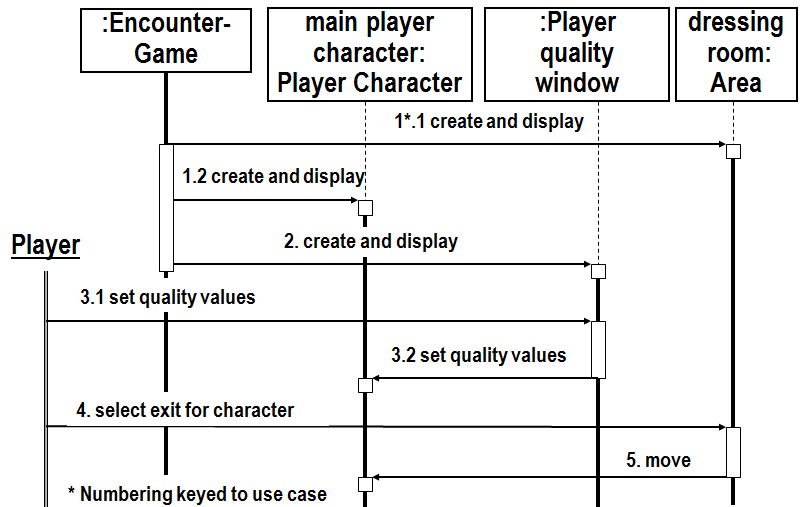 :Encounter-
Game
main player
character:
Player Character
:Player
quality
window
dressing
room:
Area
1*.1 create and display
1.2 create and display
2. create and display
Player
3.1 set quality values
3.2 set quality values
4. select exit for character
5. move
* Numbering keyed to use case